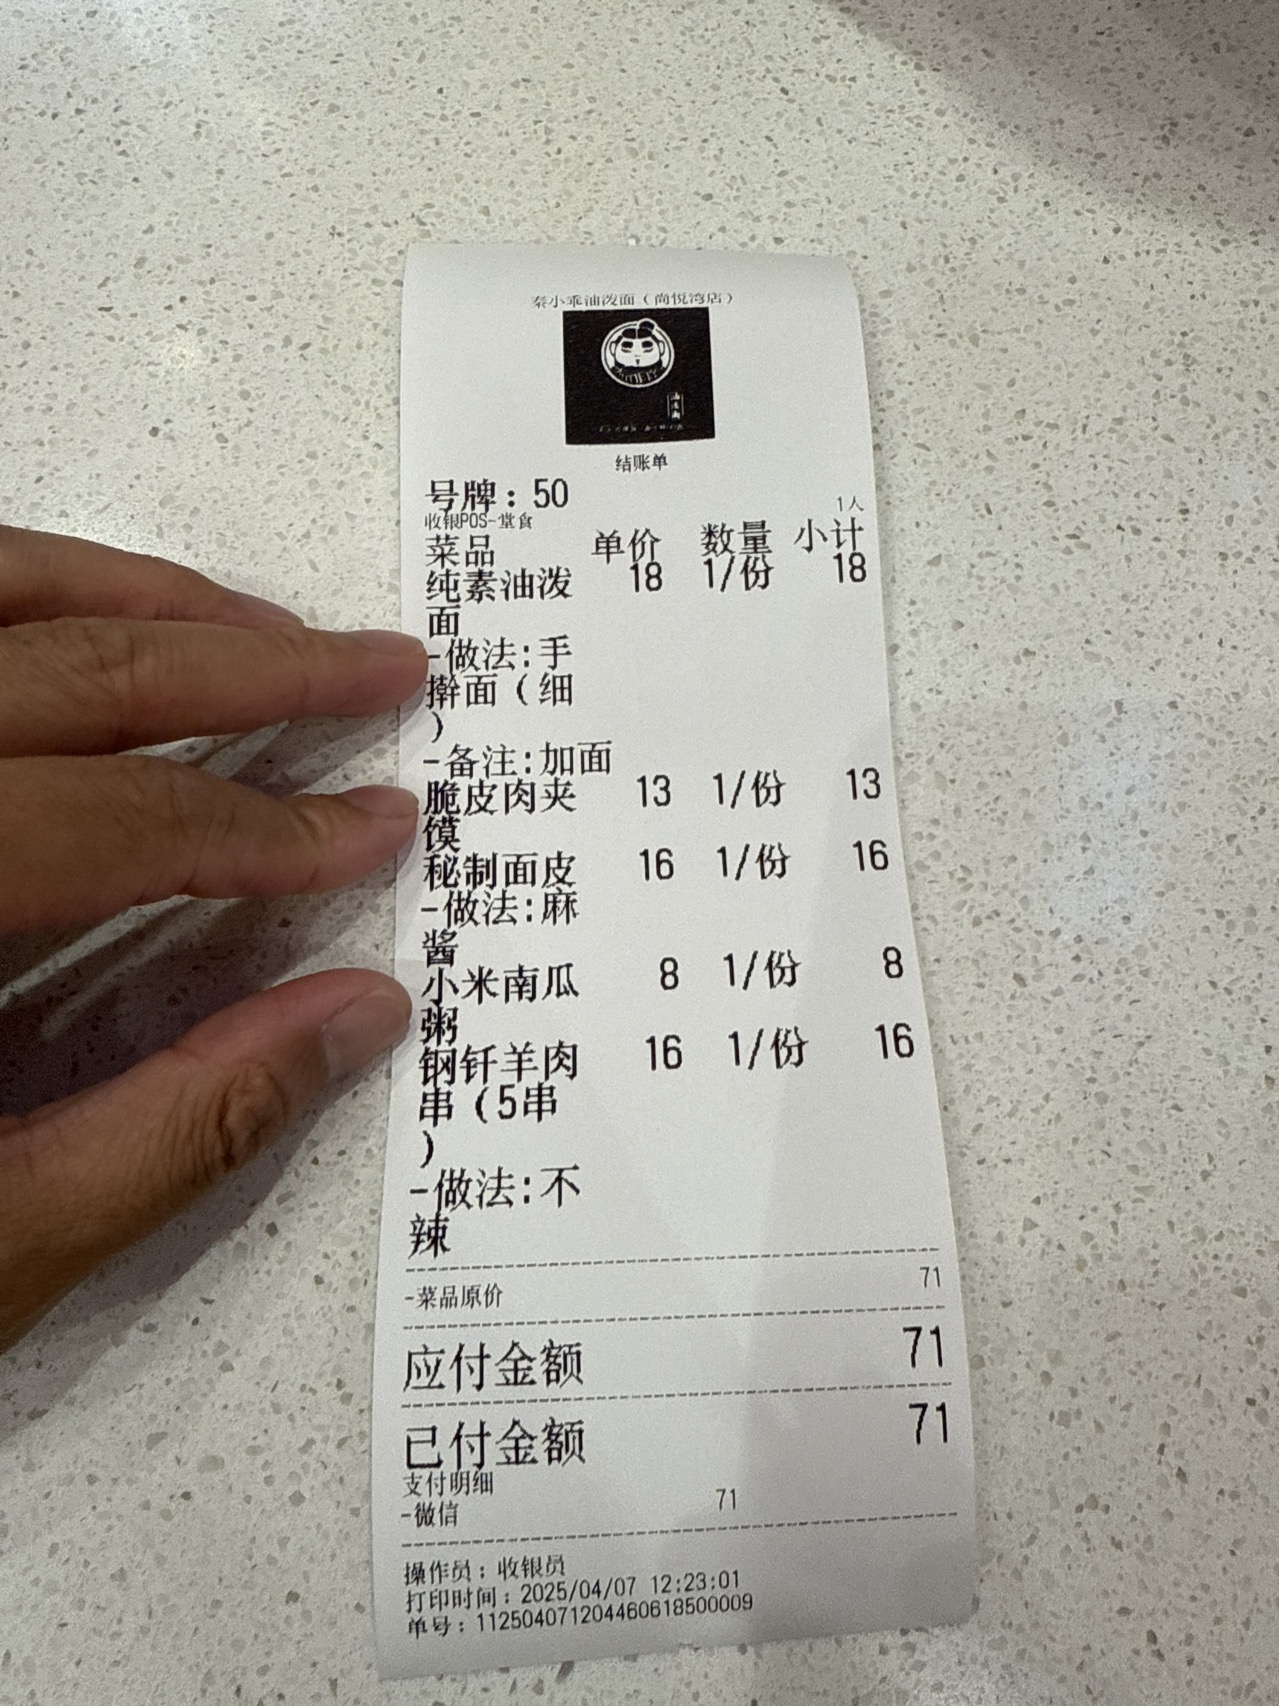 秦小乖油泼面（尚悦湾店）
油泼面
结账单
号牌：50
1人
收银POS-堂食
菜品 单价 数量 小计
纯素油泼 18 1/份 18
面
-做法:手
擀面（细
）
-备注:加面
脆皮肉夹 13 1/份 13
馍
秘制面皮 16 1/份 16
-做法:麻
酱
小米南瓜 8 1/份 8
粥
钢钎羊肉 16 1/份 16
串（5串
）
-做法:不
辣
-菜品原价 71
应付金额 71
已付金额 71
支付明细
-微信 71
操作员：收银员
打印时间：2025/04/07 12:23:01
单号：112504071204460618500009